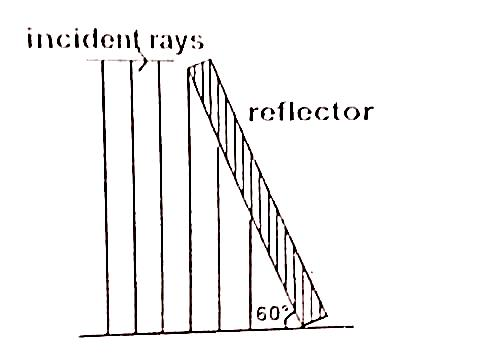 incident rays
reflector
60°